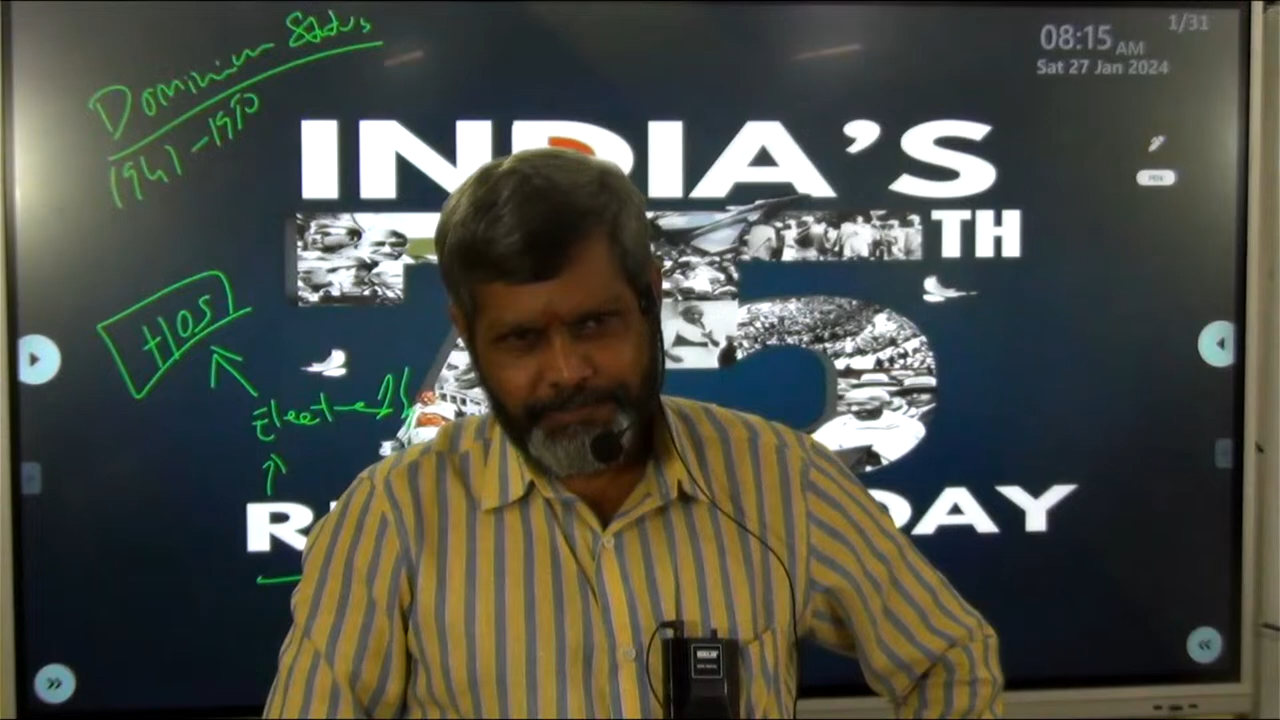 Dominion Status
1947-1950
08:15 AM
Sat 27 Jan 2024
1/31
INDIA'S
TH
PEN
HOS
Elected
DAY